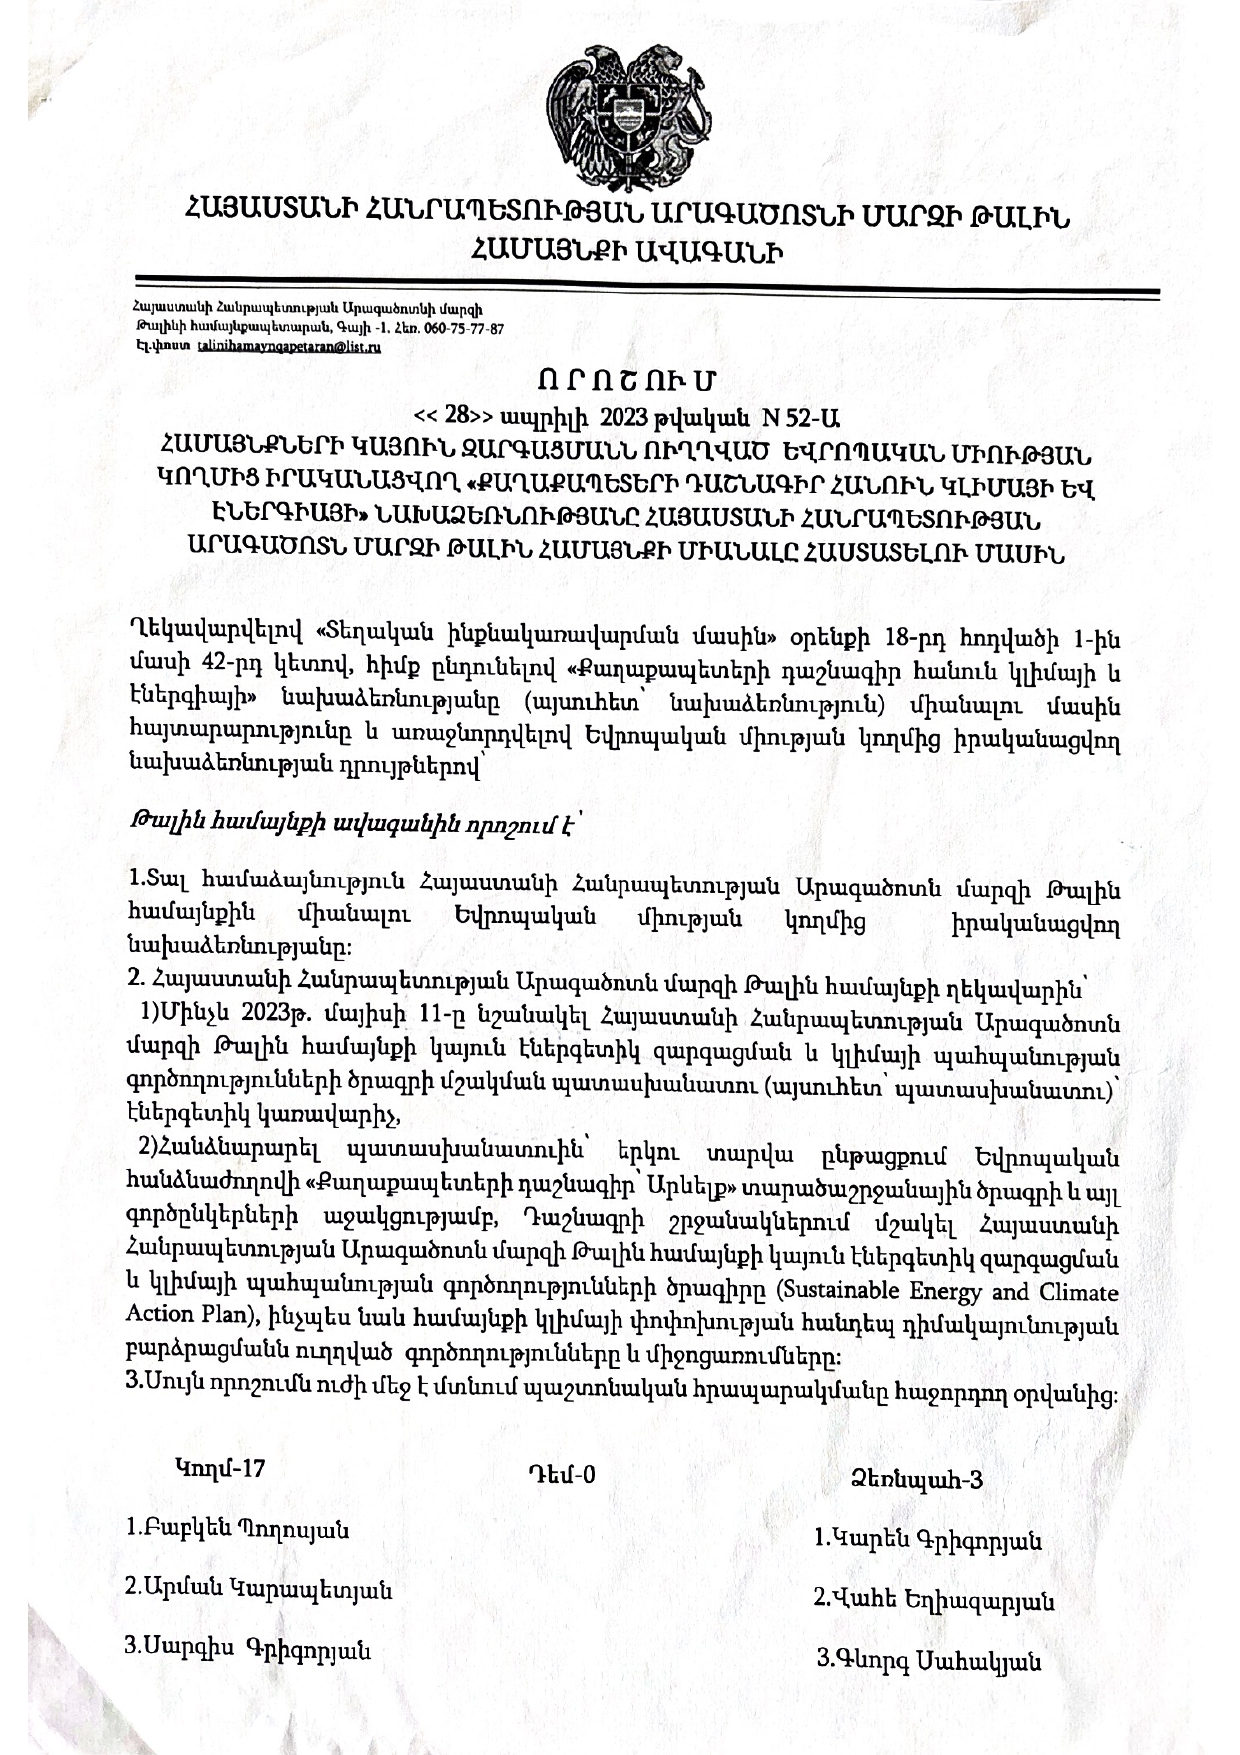 ՀԱՅԱՍՏԱՆԻ ՀԱՆՐԱՊԵՏՈՒԹՅԱՆ ԱՐԱԳԱԾՈՏՆԻ ՄԱՐԶԻ ԹԱԼԻՆ
ՀԱՄԱՅՆՔԻ ԱՎԱԳԱՆԻ
Հայաստանի Հանրապետության Արագածոտնի մարզի
Թալինի համայնքապետարան, Գայի -1. Հեռ. 060-75-77-87
Էլ.փոստ talinihamaynqapetaran@list.ru
Ո Ր Ո Շ ՈՒ Մ
<< 28>> ապրիլի 2023 թվական N 52-Ա
ՀԱՄԱՅՆՔՆԵՐԻ ԿԱՅՈՒՆ ԶԱՐԳԱՑՄԱՆՆ ՈՒՂՂՎԱԾ ԵՎՐՈՊԱԿԱՆ ՄԻՈՒԹՅԱՆ
ԿՈՂՄԻՑ ԻՐԱԿԱՆԱՑՎՈՂ «ՔԱՂԱՔԱՊԵՏԵՐԻ ԴԱՇՆԱԳԻՐ ՀԱՆՈՒՆ ԿԼԻՄԱՅԻ ԵՎ
ԷՆԵՐԳԻԱՅԻ» ՆԱԽԱՁԵՌՆՈՒԹՅԱՆԸ ՀԱՅԱՍՏԱՆԻ ՀԱՆՐԱՊԵՏՈՒԹՅԱՆ
ԱՐԱԳԱԾՈՏՆ ՄԱՐԶԻ ԹԱԼԻՆ ՀԱՄԱՅՆՔԻ ՄԻԱՆԱԼԸ ՀԱՍՏԱՏԵԼՈՒ ՄԱՍԻՆ
Ղեկավարվելով «Տեղական ինքնակառավարման մասին» օրենքի 18-րդ հոդվածի 1-ին
մասի 42-րդ կետով, հիմք ընդունելով «Քաղաքապետերի դաշնագիր հանուն կլիմայի և
էներգիայի» նախաձեռնությանը (այսուհետ՝ նախաձեռնություն) միանալու մասին
հայտարարությունը և առաջնորդվելով Եվրոպական միության կողմից իրականացվող
նախաձեռնության դրույթներով՝
Թալին համայնքի ավագանին որոշում է՝
1.Տալ համաձայնություն Հայաստանի Հանրապետության Արագածոտն մարզի Թալին
համայնքին միանալու Եվրոպական միության կողմից իրականացվող
նախաձեռնությանը։
2. Հայաստանի Հանրապետության Արագածոտն մարզի Թալին համայնքի ղեկավարին՝
1)Մինչև 2023թ. մայիսի 11-ը նշանակել Հայաստանի Հանրապետության Արագածոտն
մարզի Թալին համայնքի կայուն էներգետիկ զարգացման և կլիմայի պահպանության
գործողությունների ծրագրի մշակման պատասխանատու (այսուհետ՝ պատասխանատու)՝
էներգետիկ կառավարիչ,
2)Հանձնարարել պատասխանատուին՝ երկու տարվա ընթացքում Եվրոպական
հանձնաժողովի «Քաղաքապետերի դաշնագիր՝ Արևելք» տարածաշրջանային ծրագրի և այլ
գործընկերների աջակցությամբ, Դաշնագրի շրջանակներում մշակել Հայաստանի
Հանրապետության Արագածոտն մարզի Թալին համայնքի կայուն էներգետիկ զարգացման
և կլիմայի պահպանության գործողությունների ծրագիրը (Sustainable Energy and Climate
Action Plan), ինչպես նաև համայնքի կլիմայի փոփոխության հանդեպ դիմակայունության
բարձրացմանն ուղղված գործողությունները և միջոցառումները։
3.Սույն որոշումն ուժի մեջ է մտնում պաշտոնական հրապարակմանը հաջորդող օրվանից։
Կողմ-17 Դեմ-0 Ձեռնպահ-3
1.Բաբկեն Պողոսյան 1.Կարեն Գրիգորյան
2.Արման Կարապետյան 2.Վահե Եղիազարյան
3.Սարգիս Գրիգորյան 3.Գևորգ Սահակյան